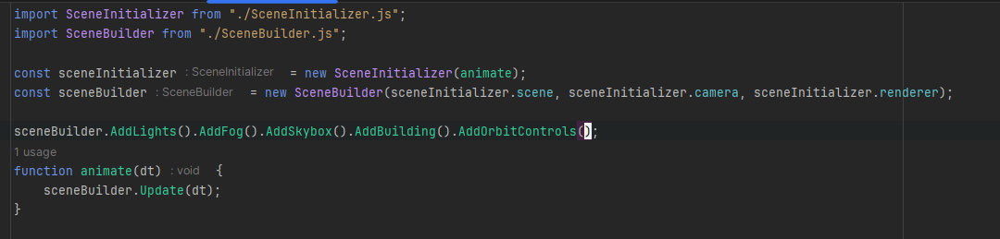 import SceneInitializer from "./SceneInitializer.js";
import SceneBuilder from "./SceneBuilder.js";
const sceneInitializer : SceneInitializer = new SceneInitializer(animate);
const sceneBuilder : SceneBuilder = new SceneBuilder(sceneInitializer.scene, sceneInitializer.camera, sceneInitializer.renderer);
sceneBuilder.AddLights().AddFog().AddSkybox().AddBuilding().AddOrbitControls();
1 usage
function animate(dt) : void {
sceneBuilder.Update(dt);
}